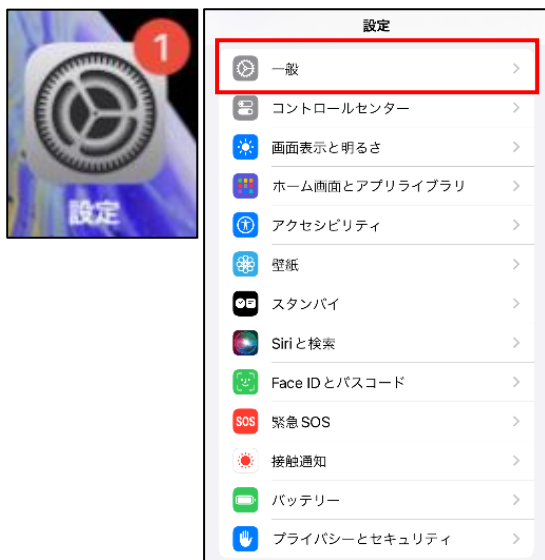 1
設定
設定
一般
コントロールセンター
画面表示と明るさ
ホーム画面とアプリライブラリ
アクセシビリティ
壁紙
スタンバイ
Siriと検索
Face IDとパスコード
SOS 緊急SOS
接触通知
バッテリー
プライバシーとセキュリティ